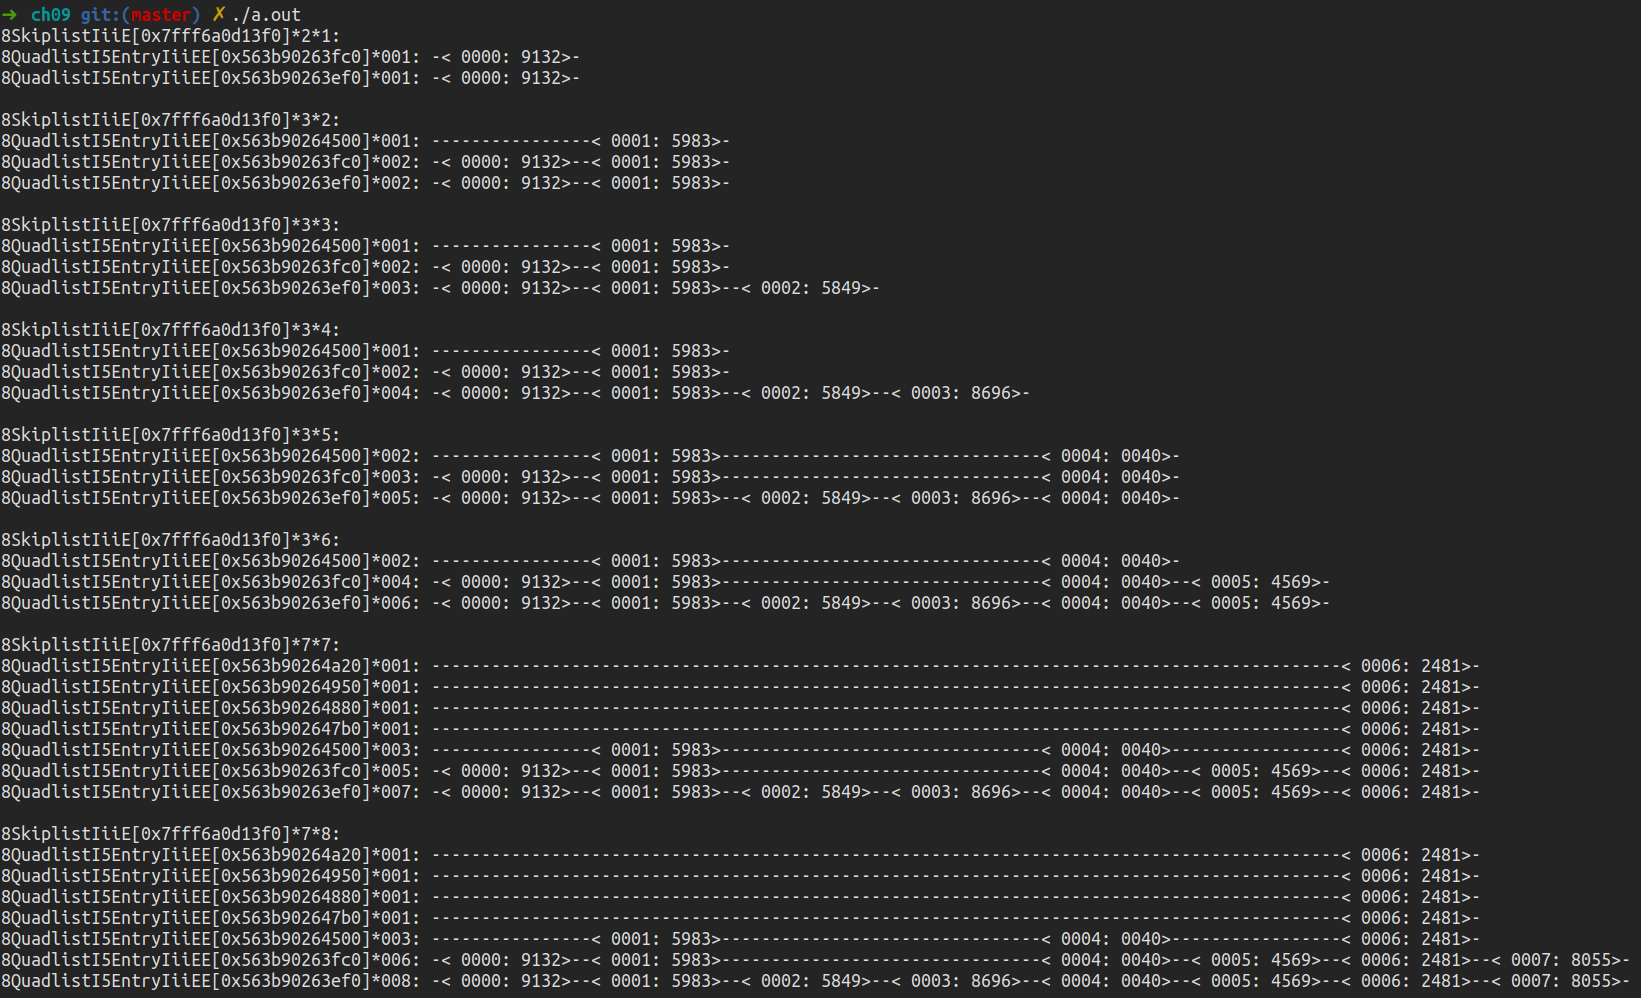 ➜  ch09 git:(master) ✗ ./a.out
8SkiplistIiiE[0x7fff6a0d13f0]*2*1:
8QuadlistI5EntryIiiEE[0x563b90263fc0]*001: -< 0000: 9132>-
8QuadlistI5EntryIiiEE[0x563b90263ef0]*001: -< 0000: 9132>-

8SkiplistIiiE[0x7fff6a0d13f0]*3*2:
8QuadlistI5EntryIiiEE[0x563b90264500]*001: ----------------< 0001: 5983>-
8QuadlistI5EntryIiiEE[0x563b90263fc0]*002: -< 0000: 9132>--< 0001: 5983>-
8QuadlistI5EntryIiiEE[0x563b90263ef0]*002: -< 0000: 9132>--< 0001: 5983>-

8SkiplistIiiE[0x7fff6a0d13f0]*3*3:
8QuadlistI5EntryIiiEE[0x563b90264500]*001: ----------------< 0001: 5983>-
8QuadlistI5EntryIiiEE[0x563b90263fc0]*002: -< 0000: 9132>--< 0001: 5983>-
8QuadlistI5EntryIiiEE[0x563b90263ef0]*003: -< 0000: 9132>--< 0001: 5983>--< 0002: 5849>-

8SkiplistIiiE[0x7fff6a0d13f0]*3*4:
8QuadlistI5EntryIiiEE[0x563b90264500]*001: ----------------< 0001: 5983>-
8QuadlistI5EntryIiiEE[0x563b90263fc0]*002: -< 0000: 9132>--< 0001: 5983>-
8QuadlistI5EntryIiiEE[0x563b90263ef0]*004: -< 0000: 9132>--< 0001: 5983>--< 0002: 5849>--< 0003: 8696>-

8SkiplistIiiE[0x7fff6a0d13f0]*3*5:
8QuadlistI5EntryIiiEE[0x563b90264500]*002: ----------------< 0001: 5983>--------------------------------< 0004: 0040>-
8QuadlistI5EntryIiiEE[0x563b90263fc0]*003: -< 0000: 9132>--< 0001: 5983>--------------------------------< 0004: 0040>-
8QuadlistI5EntryIiiEE[0x563b90263ef0]*005: -< 0000: 9132>--< 0001: 5983>--< 0002: 5849>--< 0003: 8696>--< 0004: 0040>-

8SkiplistIiiE[0x7fff6a0d13f0]*3*6:
8QuadlistI5EntryIiiEE[0x563b90264500]*002: ----------------< 0001: 5983>--------------------------------< 0004: 0040>-
8QuadlistI5EntryIiiEE[0x563b90263fc0]*004: -< 0000: 9132>--< 0001: 5983>--------------------------------< 0004: 0040>--< 0005: 4569>-
8QuadlistI5EntryIiiEE[0x563b90263ef0]*006: -< 0000: 9132>--< 0001: 5983>--< 0002: 5849>--< 0003: 8696>--< 0004: 0040>--< 0005: 4569>-

8SkiplistIiiE[0x7fff6a0d13f0]*7*7:
8QuadlistI5EntryIiiEE[0x563b90264a20]*001: -------------------------------------------------------------------------------------------< 0006: 2481>-
8QuadlistI5EntryIiiEE[0x563b90264950]*001: -------------------------------------------------------------------------------------------< 0006: 2481>-
8QuadlistI5EntryIiiEE[0x563b90264880]*001: -------------------------------------------------------------------------------------------< 0006: 2481>-
8QuadlistI5EntryIiiEE[0x563b902647b0]*001: -------------------------------------------------------------------------------------------< 0006: 2481>-
8QuadlistI5EntryIiiEE[0x563b90264500]*003: ----------------< 0001: 5983>--------------------------------< 0004: 0040>-----------------< 0006: 2481>-
8QuadlistI5EntryIiiEE[0x563b90263fc0]*005: -< 0000: 9132>--< 0001: 5983>--------------------------------< 0004: 0040>--< 0005: 4569>--< 0006: 2481>-
8QuadlistI5EntryIiiEE[0x563b90263ef0]*007: -< 0000: 9132>--< 0001: 5983>--< 0002: 5849>--< 0003: 8696>--< 0004: 0040>--< 0005: 4569>--< 0006: 2481>-

8SkiplistIiiE[0x7fff6a0d13f0]*7*8:
8QuadlistI5EntryIiiEE[0x563b90264a20]*001: -------------------------------------------------------------------------------------------< 0006: 2481>-
8QuadlistI5EntryIiiEE[0x563b90264950]*001: -------------------------------------------------------------------------------------------< 0006: 2481>-
8QuadlistI5EntryIiiEE[0x563b90264880]*001: -------------------------------------------------------------------------------------------< 0006: 2481>-
8QuadlistI5EntryIiiEE[0x563b902647b0]*001: -------------------------------------------------------------------------------------------< 0006: 2481>-
8QuadlistI5EntryIiiEE[0x563b90264500]*003: ----------------< 0001: 5983>--------------------------------< 0004: 0040>-----------------< 0006: 2481>-
8QuadlistI5EntryIiiEE[0x563b90263fc0]*006: -< 0000: 9132>--< 0001: 5983>--------------------------------< 0004: 0040>--< 0005: 4569>--< 0006: 2481>--< 0007: 8055>-
8QuadlistI5EntryIiiEE[0x563b90263ef0]*008: -< 0000: 9132>--< 0001: 5983>--< 0002: 5849>--< 0003: 8696>--< 0004: 0040>--< 0005: 4569>--< 0006: 2481>--< 0007: 8055>-